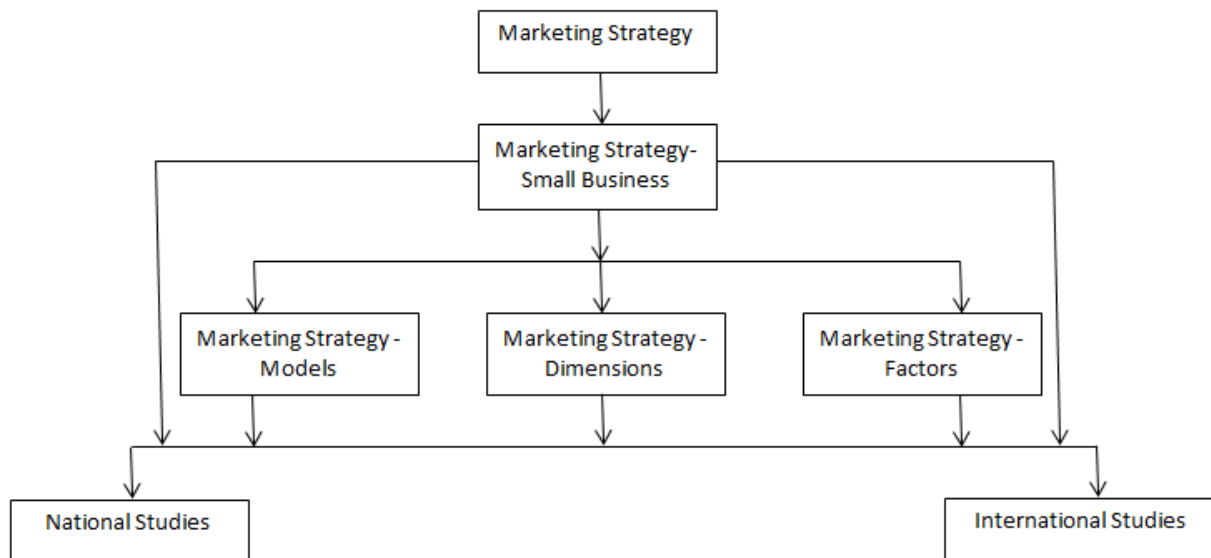 Marketing Strategy
Marketing Strategy-
Small Business
Marketing Strategy -
Models
Marketing Strategy -
Dimensions
Marketing Strategy -
Factors
National Studies
International Studies